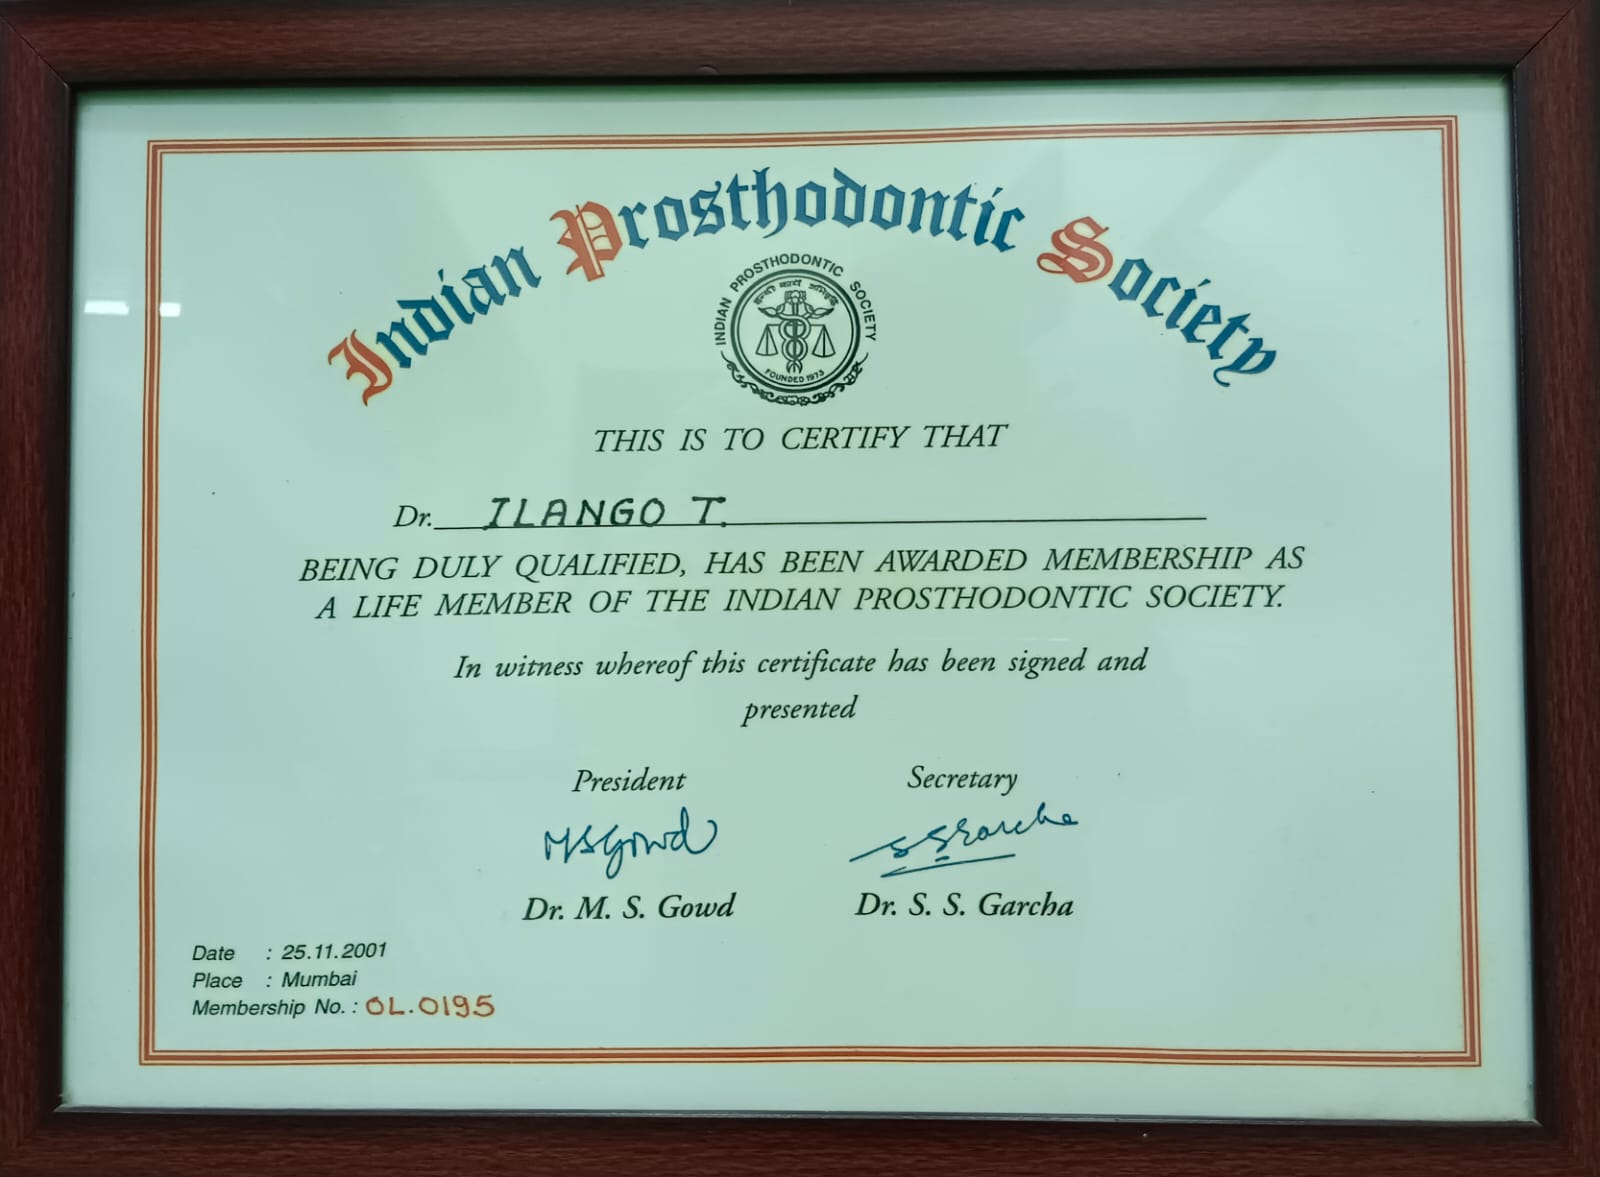 Indian Prosthodontic Society
INDIAN PROSTHODONTIC SOCIETY
FOUNDED 1973
THIS IS TO CERTIFY THAT
Dr. ILANGO T.
BEING DULY QUALIFIED, HAS BEEN AWARDED MEMBERSHIP AS
A LIFE MEMBER OF THE INDIAN PROSTHODONTIC SOCIETY.
In witness whereof this certificate has been signed and
presented
President Secretary
MSGowd SSGarcha
Dr. M. S. Gowd Dr. S. S. Garcha
Date : 25.11.2001
Place : Mumbai
Membership No. : OL.0195